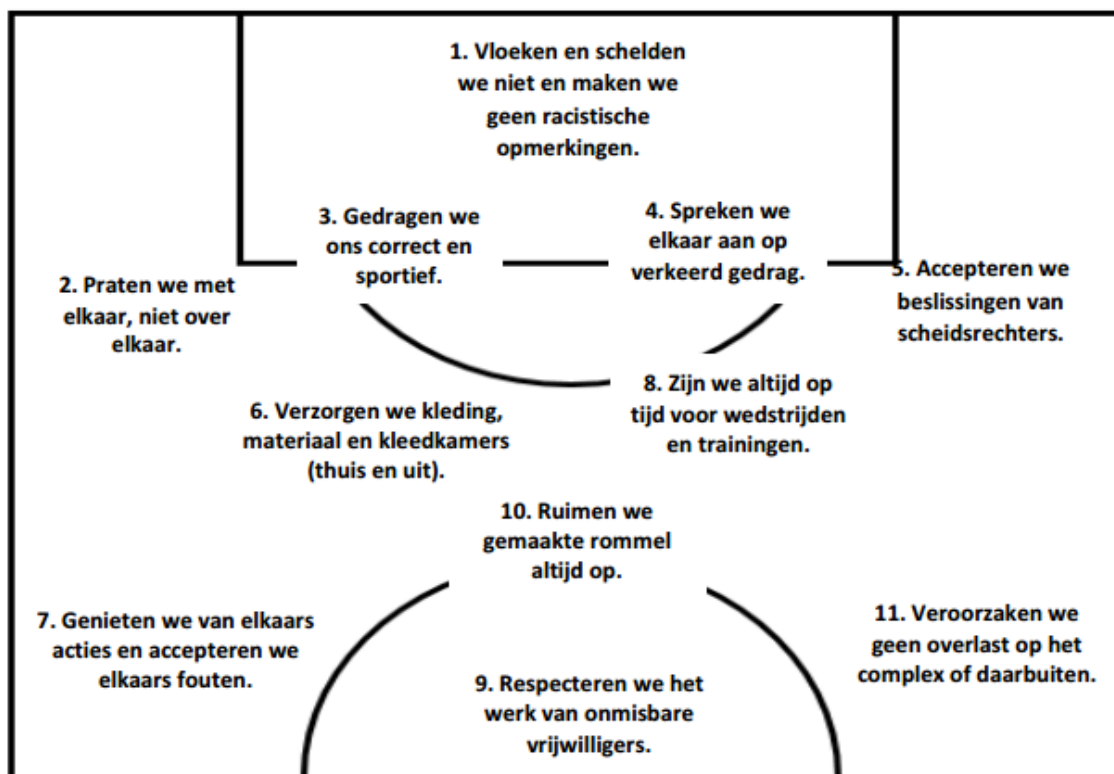 1. Vloeken en schelden
we niet en maken we
geen racistische
opmerkingen.
2. Praten we met
elkaar, niet over
elkaar.
3. Gedragen we
ons correct en
sportief.
4. Spreken we
elkaar aan op
verkeerd gedrag.
5. Accepteren we
beslissingen van
scheidsrechters.
6. Verzorgen we kleding,
materiaal en kleedkamers
(thuis en uit).
7. Genieten we van elkaars
acties en accepteren we
elkaars fouten.
8. Zijn we altijd op
tijd voor wedstrijden
en trainingen.
9. Respecteren we het
werk van onmisbare
vrijwilligers.
10. Ruimen we
gemaakte rommel
altijd op.
11. Veroorzaken we
geen overlast op het
complex of daarbuiten.